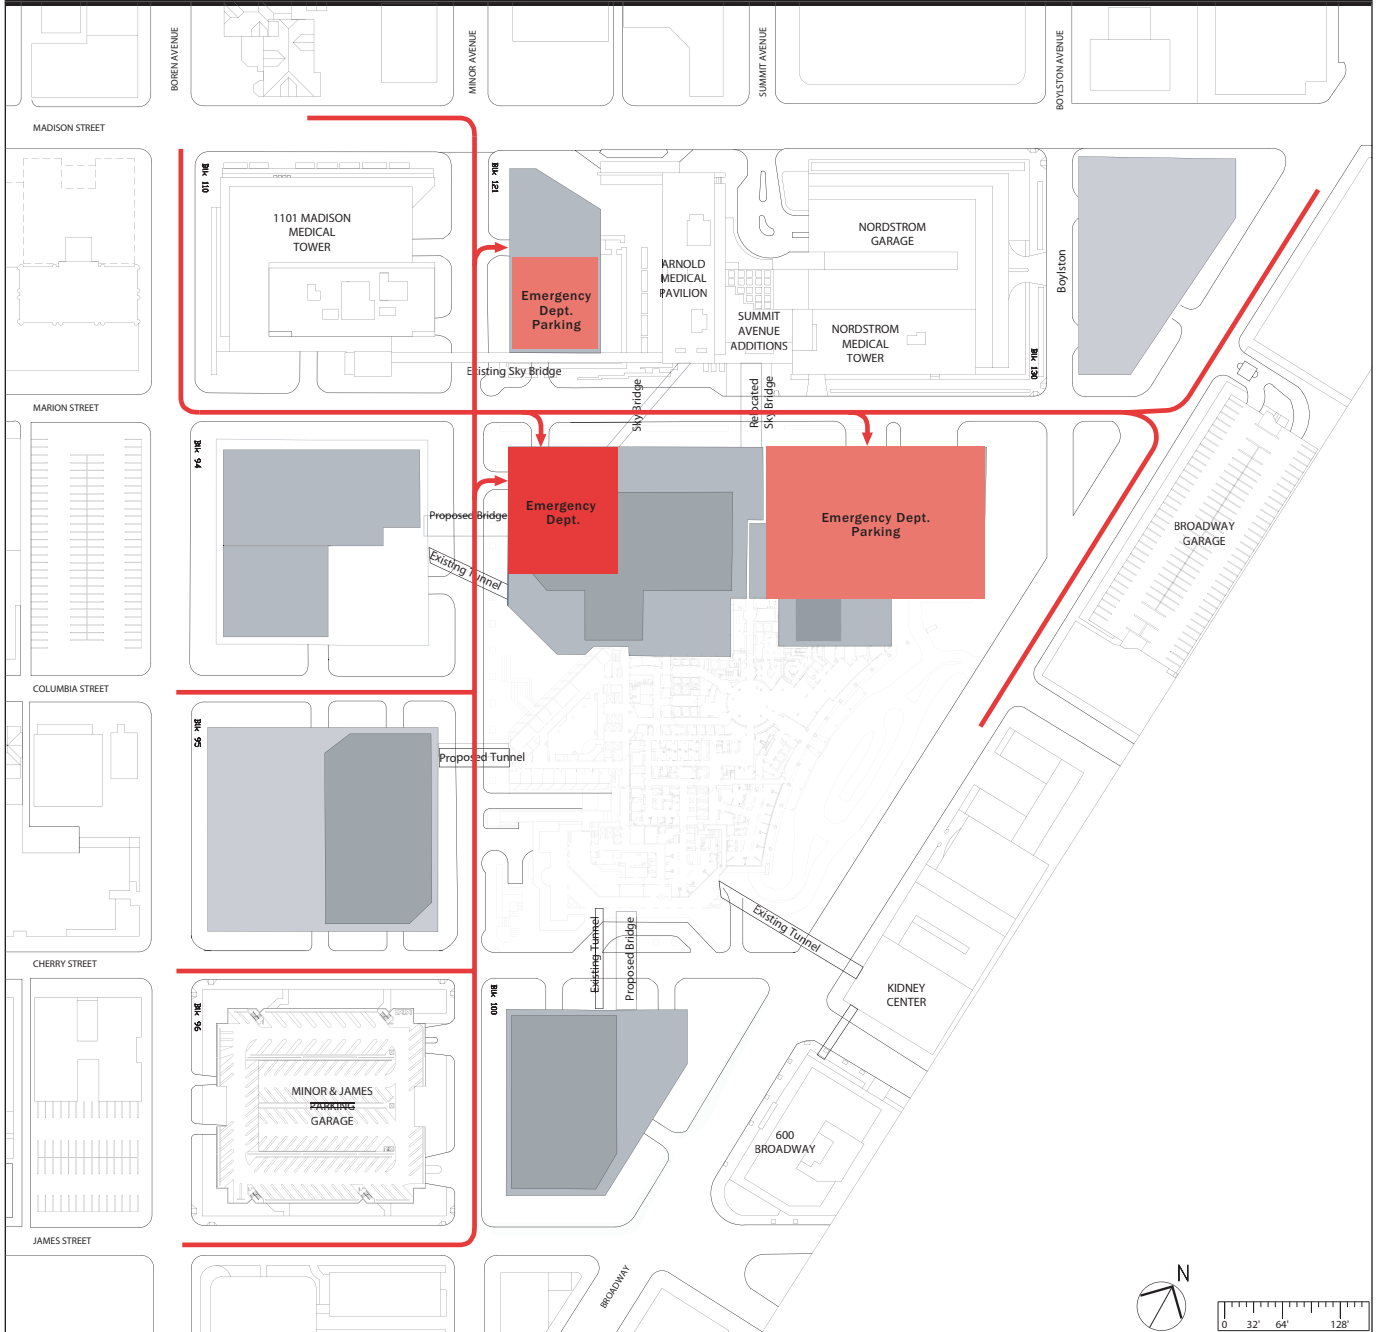 BOREN AVENUE
MINOR AVENUE
SUMMIT AVENUE
BOYLSTON AVENUE
MADISON STREET
Blk 110
1101 MADISON
MEDICAL
TOWER
Blk 121
Emergency
Dept.
Parking
ARNOLD
MEDICAL
PAVILION
NORDSTROM
GARAGE
SUMMIT
AVENUE
ADDITIONS
NORDSTROM
MEDICAL
TOWER
Blk 130
Boylston
Existing Sky Bridge
Sky Bridge
Relocated
Sky Bridge
MARION STREET
Blk 94
Emergency
Dept.
Emergency Dept.
Parking
Proposed Bridge
Existing Tunnel
BROADWAY
GARAGE
COLUMBIA STREET
Blk 95
Proposed Tunnel
Existing Tunnel
Proposed Bridge
Existing Tunnel
CHERRY STREET
Blk 96
Blk 100
KIDNEY
CENTER
MINOR & JAMES
PARKING
GARAGE
600
BROADWAY
JAMES STREET
BROADWAY
N
0 32' 64' 128'